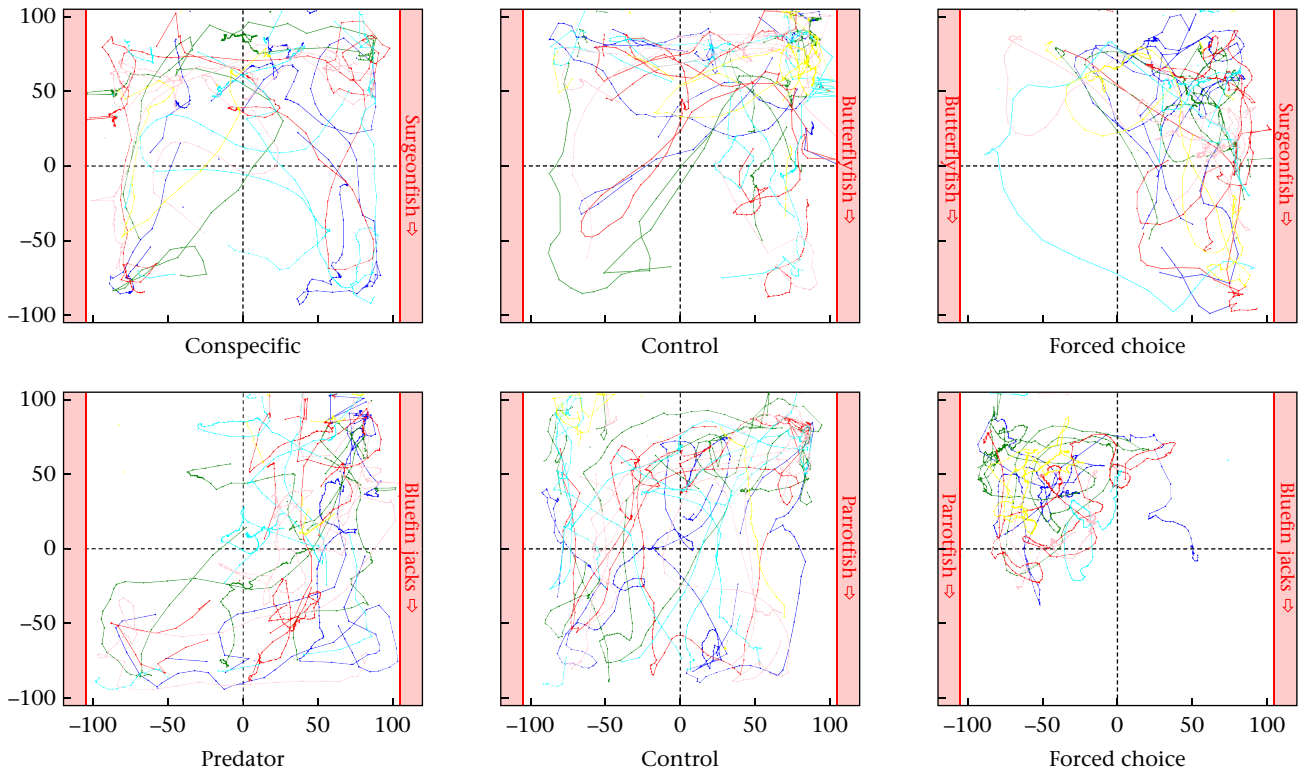 100
50
0
–50
–100
Surgeonfish ⇨
Conspecific
Butterflyfish ⇨
Control
Butterflyfish ⇨
Surgeonfish ⇨
Forced choice
100
50
0
–50
–100
Bluefin jacks ⇨
–100 –50 0 50 100
Predator
Parrotfish ⇨
–100 –50 0 50 100
Control
Parrotfish ⇨
Bluefin jacks ⇨
–100 –50 0 50 100
Forced choice